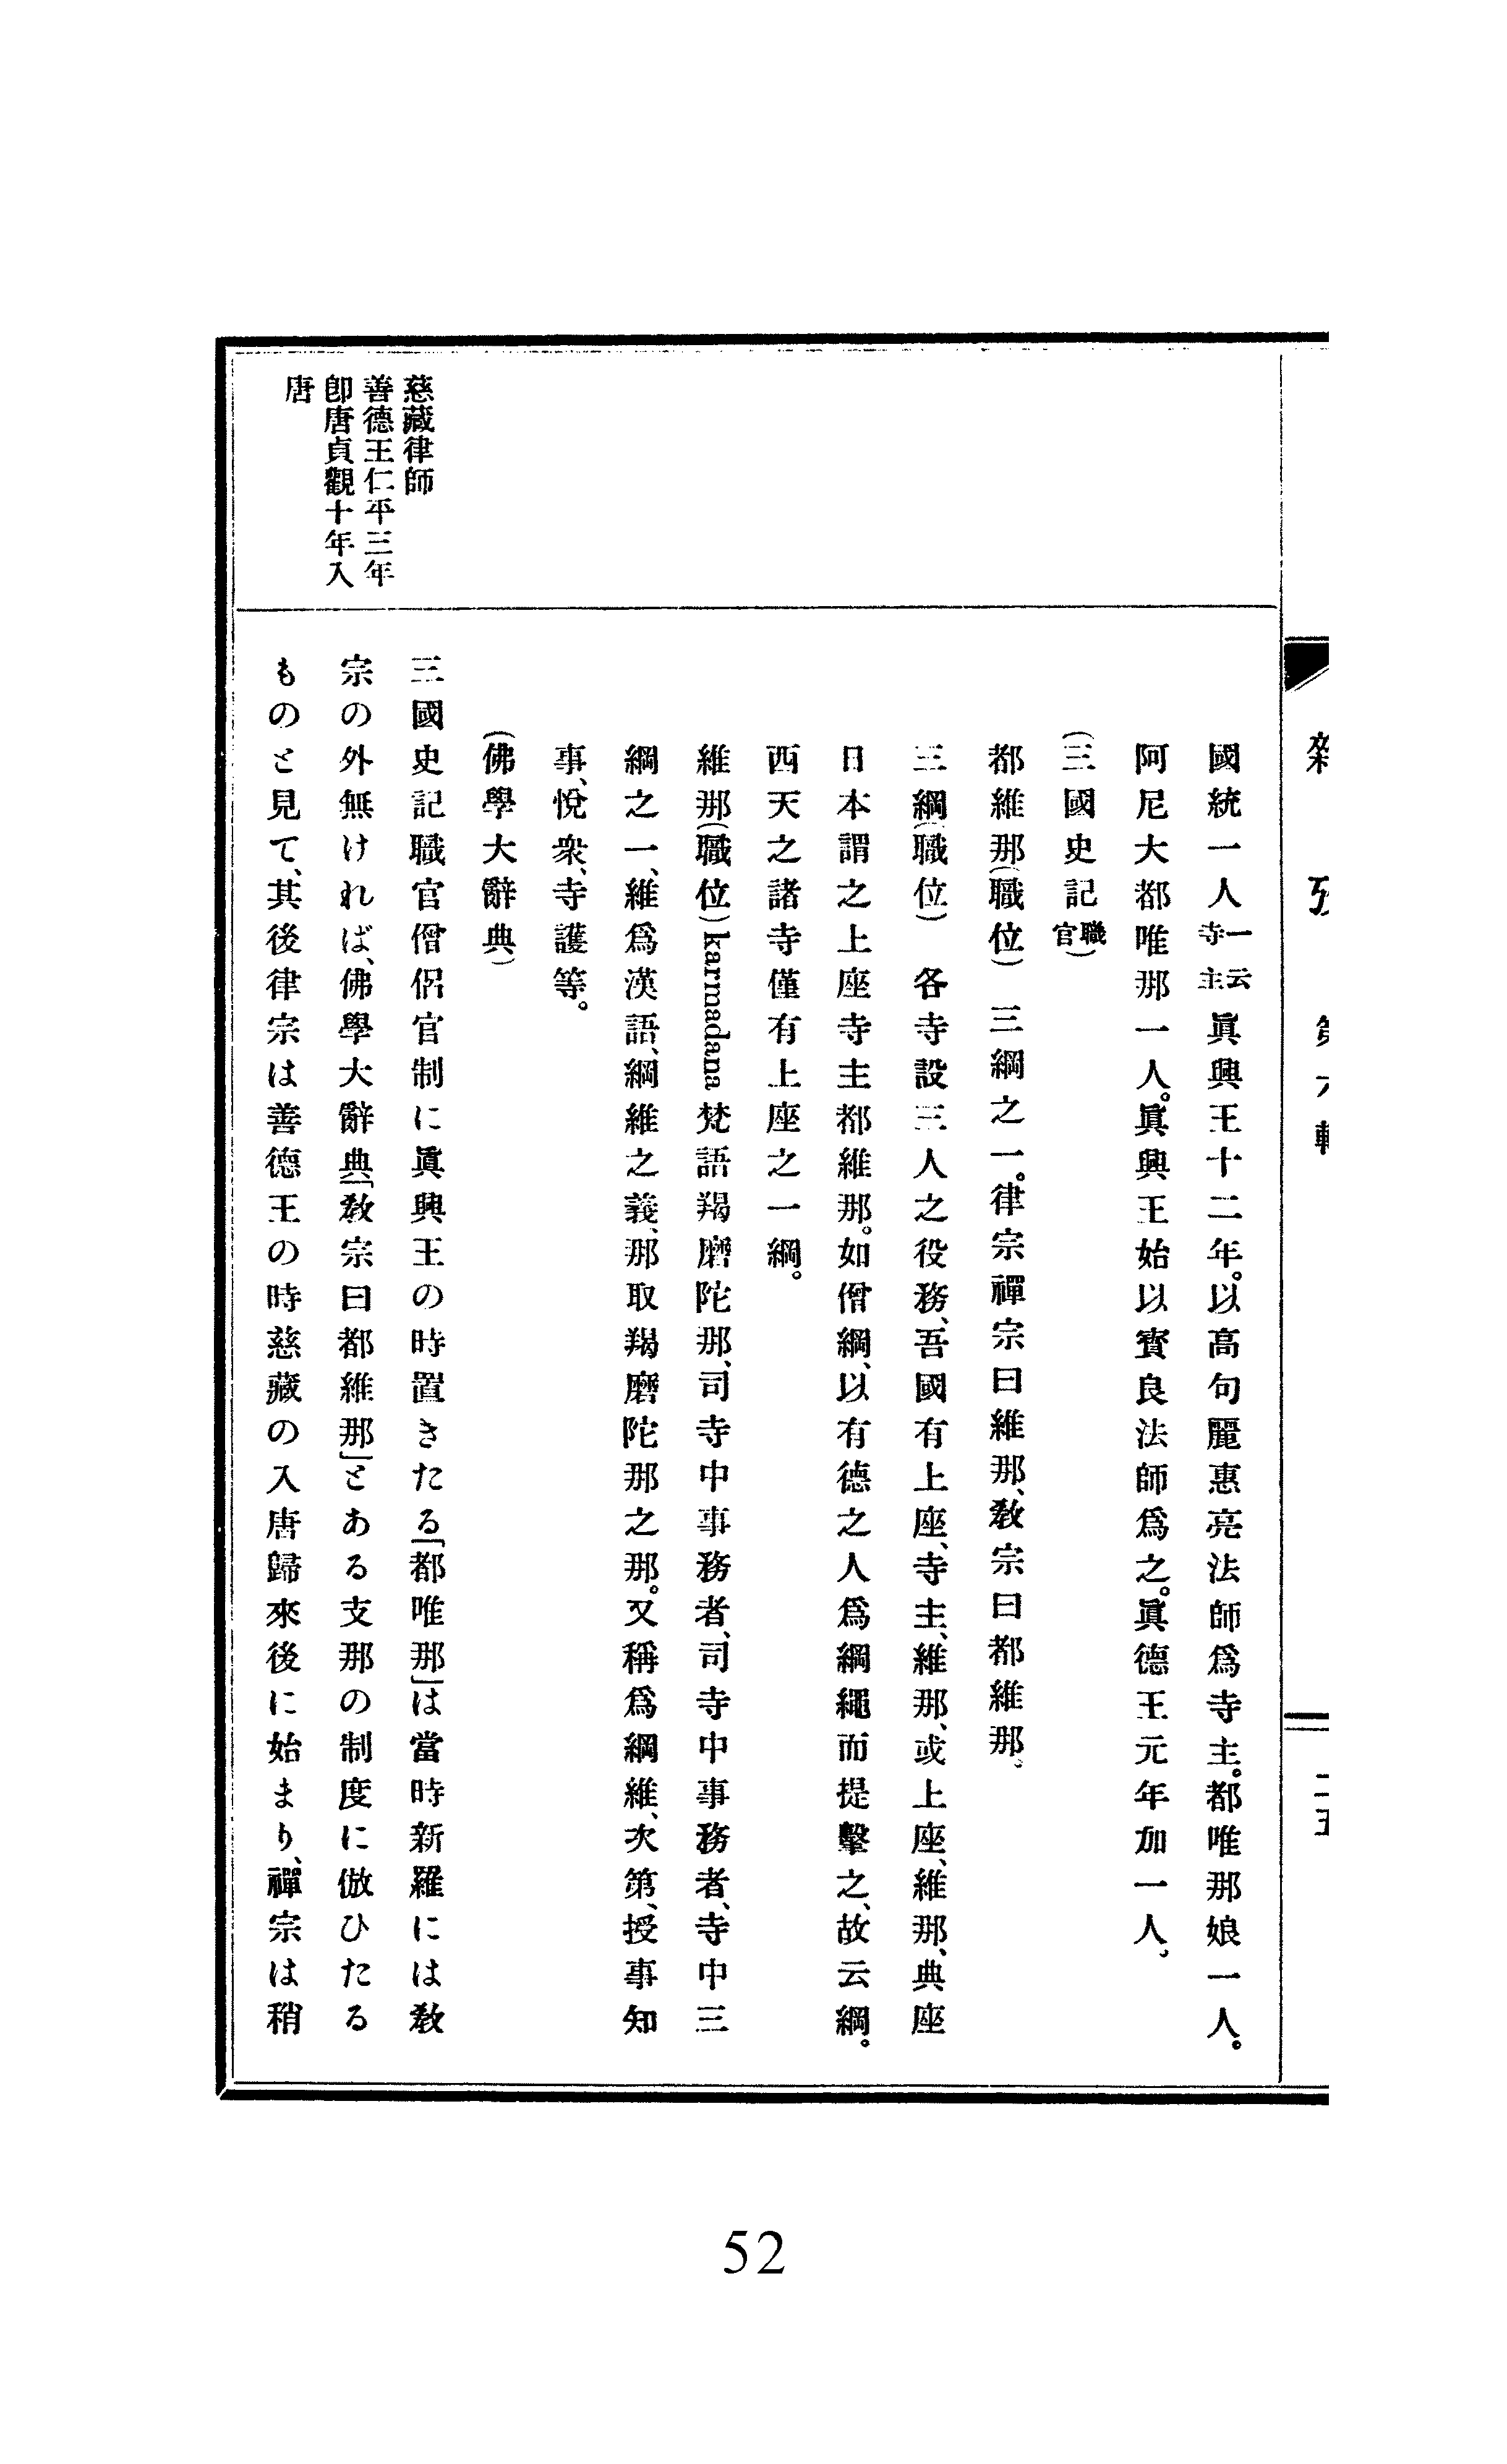 雜 攷 第六輯 二五
國統一人一云寺主眞興王十二年。以高句麗惠亮法師爲寺主。都唯那娘一人。
阿尼大都唯那一人。眞興王始以寶良法師爲之。眞德王元年加一人、
(三國史記職官)
都維那(職位) 三綱之一。律宗禪宗曰維那、敎宗曰都維那。
三綱(職位) 各寺設三人之役務、吾國有上座、寺主、維那、或上座、維那、典座
日本謂之上座寺主都維那。如僧綱、以有德之人爲綱繩而提擊之、故云綱。
西天之諸寺僅有上座之一綱。
維那(職位)karmadana梵語羯磨陀那、司寺中事務者、司寺中事務者、寺中三
綱之一、維爲漢語、綱維之義、那取羯磨陀那之那。又稱爲綱維、次第、授事知
事、悅衆、寺護等。
(佛學大辭典)
慈藏律師
善德王仁平三年
卽唐貞觀十年入
唐
三國史記職官僧侶官制に眞興王の時置きたる「都唯那」は當時新羅には敎
宗の外無ければ、佛學大辭典「敎宗曰都維那」とある支那の制度に倣ひたる
ものと見て、其後律宗は善德王の時慈藏の入唐歸來後に始まり、禪宗は稍
52